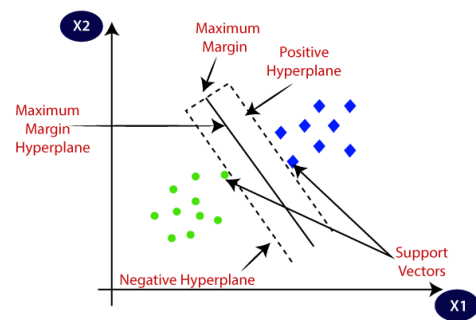 X2
Maximum
Margin
Positive
Hyperplane
Maximum
Margin
Hyperplane
Support
Vectors
Negative Hyperplane
X1